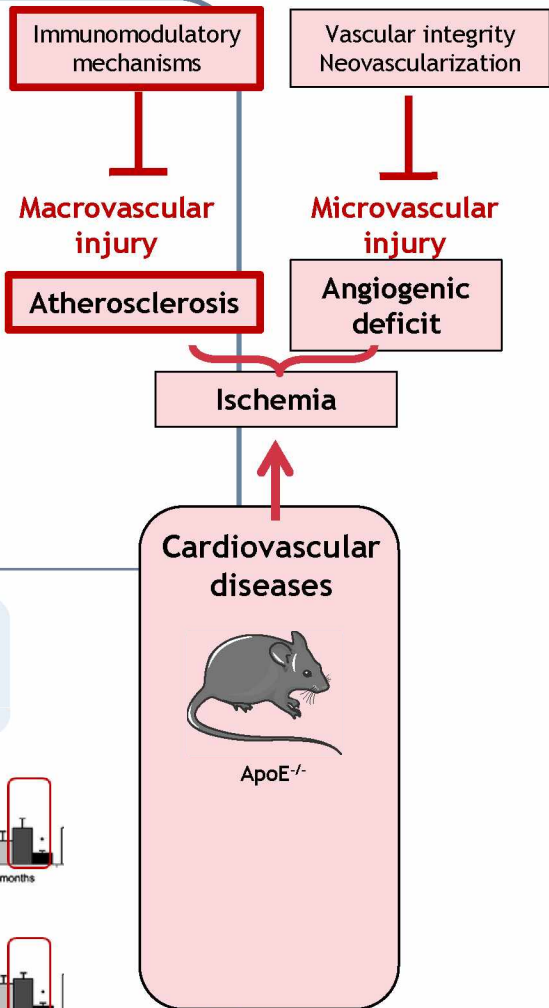 Immunomodulatory
mechanisms
Vascular integrity
Neovascularization
Macrovascular
injury
Microvascular
injury
Atherosclerosis
Angiogenic
deficit
Ischemia
Cardiovascular
diseases
ApoE-/-
months